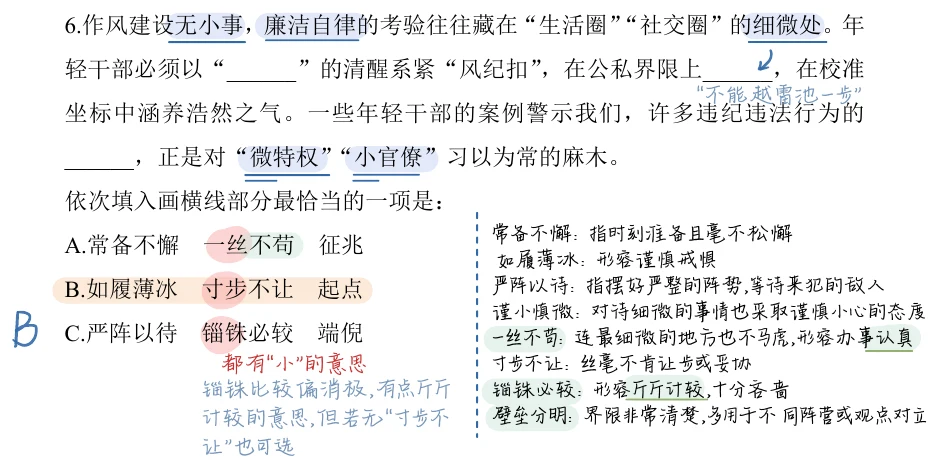 6.作风建设无小事，廉洁自律的考验往往藏在“生活圈”“社交圈”的细微处。年
轻干部必须以“______”的清醒系紧“风纪扣”，在公私界限上______，在校准
“不能越雷池一步”
坐标中涵养浩然之气。一些年轻干部的案例警示我们，许多违纪违法行为的
______，正是对“微特权”“小官僚”习以为常的麻木。
依次填入画横线部分最恰当的一项是：
A.常备不懈 一丝不苟 征兆
B.如履薄冰 寸步不让 起点
C.严阵以待 锱铢必较 端倪
B
都有“小”的意思
锱铢比较偏消极,有点斤斤
计较的意思,但若无“寸步不
让”也可选
常备不懈：指时刻准备且毫不松懈
如履薄冰：形容谨慎戒惧
严阵以待：指摆好严整的阵势,等待来犯的敌人
谨小慎微：对待细微的事情也采取谨慎小心的态度
一丝不苟：连最细微的地方也不马虎,形容办事认真
寸步不让：丝毫不肯让步或妥协
锱铢必较：形容斤斤计较,十分吝啬
壁垒分明：界限非常清楚,多用于不同阵营或观点对立